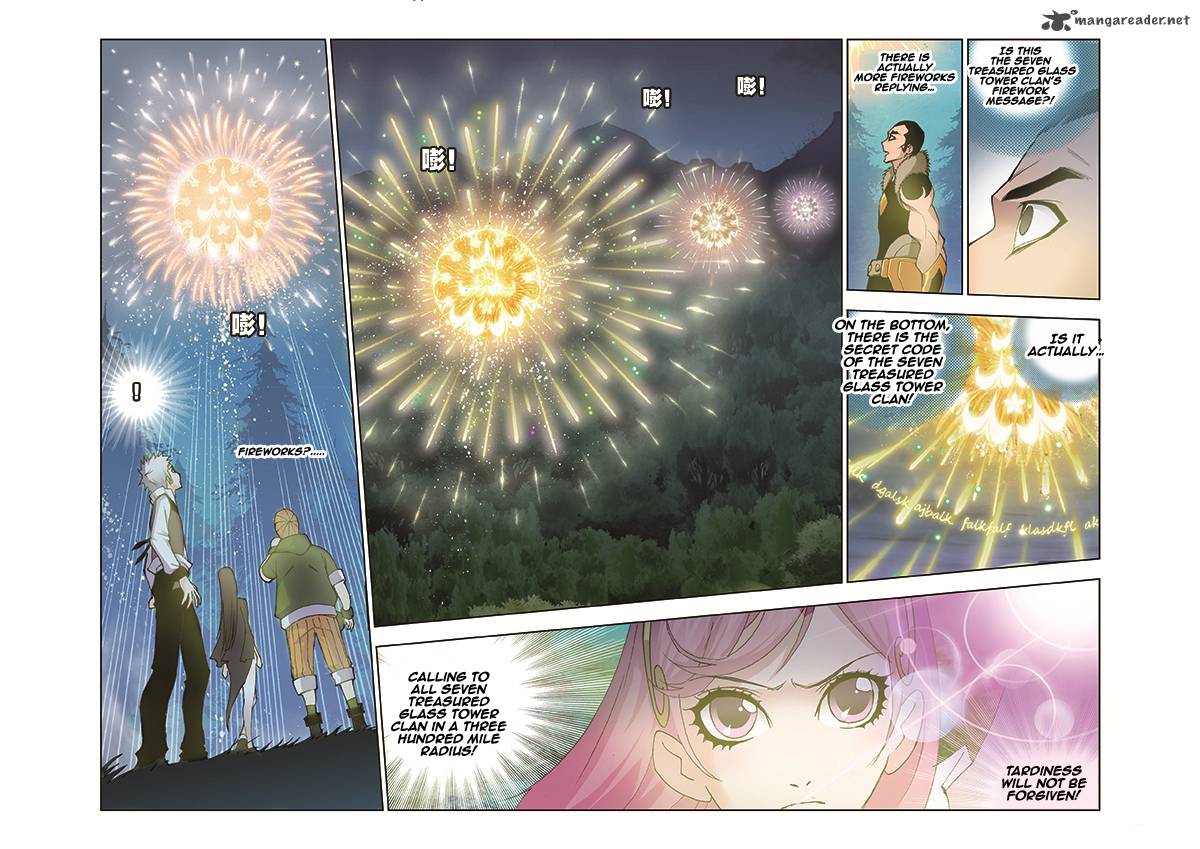 mangareader.net
嘭!
!
FIREWORKS?.....
嘭!
嘭!
嘭!
THERE IS
ACTUALLY
MORE FIREWORKS
REPLYING...
IS THIS
THE SEVEN
TREASURED GLASS
TOWER CLAN'S
FIREWORK
MESSAGE?!
ON THE BOTTOM,
THERE IS THE
SECRET CODE
OF THE SEVEN
TREASURED
GLASS TOWER
CLAN!
IS IT
ACTUALLY...
dgalsk ajbalk falkfalf klasdkfl ak
CALLING TO
ALL SEVEN
TREASURED
GLASS TOWER
CLAN IN A THREE
HUNDRED MILE
RADIUS!
TARDINESS
WILL NOT BE
FORGIVEN!